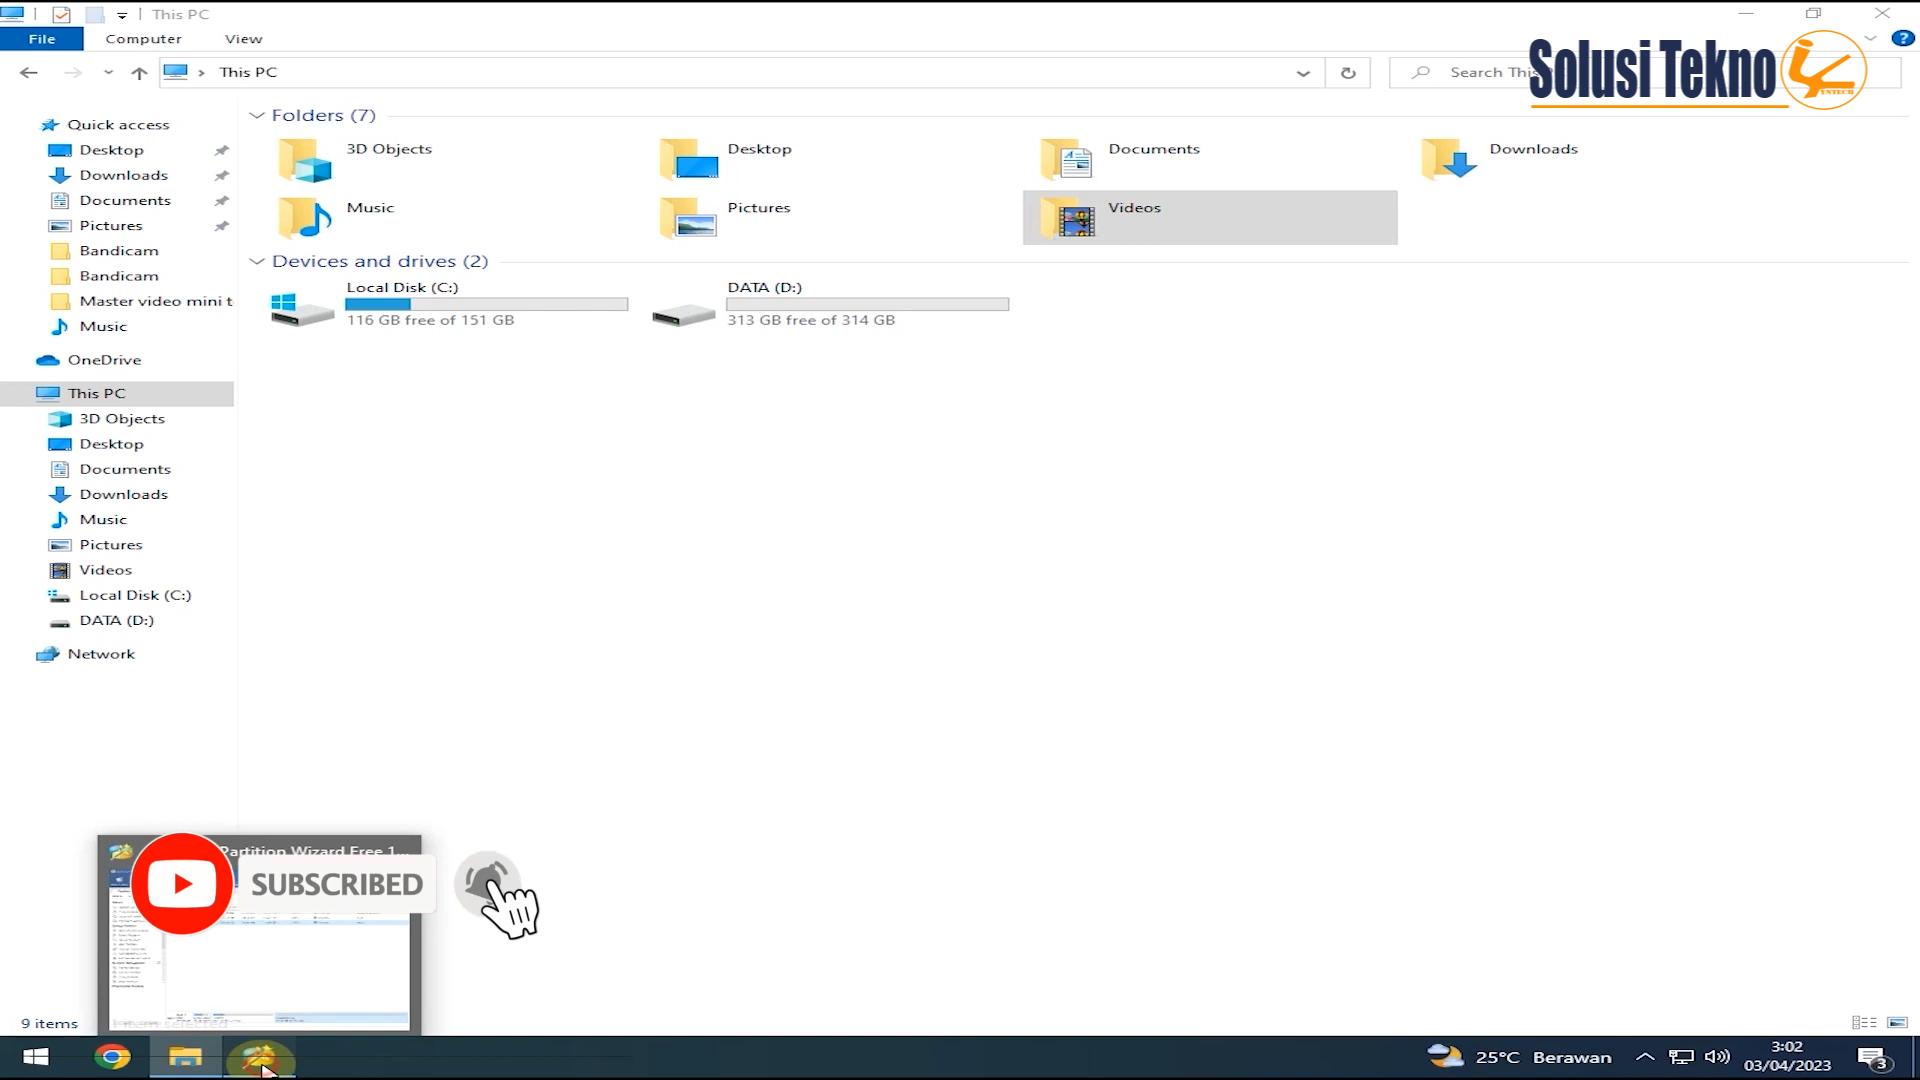 This PC
File Computer View
This PC
Search This
Solusi Tekno
YNTECH
Quick access
Desktop
Downloads
Documents
Pictures
Bandicam
Bandicam
Master video mini t
Music
OneDrive
This PC
3D Objects
Desktop
Documents
Downloads
Music
Pictures
Videos
Local Disk (C:)
DATA (D:)
Network
Folders (7)
3D Objects
Desktop
Documents
Downloads
Music
Pictures
Videos
Devices and drives (2)
Local Disk (C:)
116 GB free of 151 GB
DATA (D:)
313 GB free of 314 GB
Partition Wizard Free 1...
SUBSCRIBED
9 items
25°C Berawan
3:02
03/04/2023
3